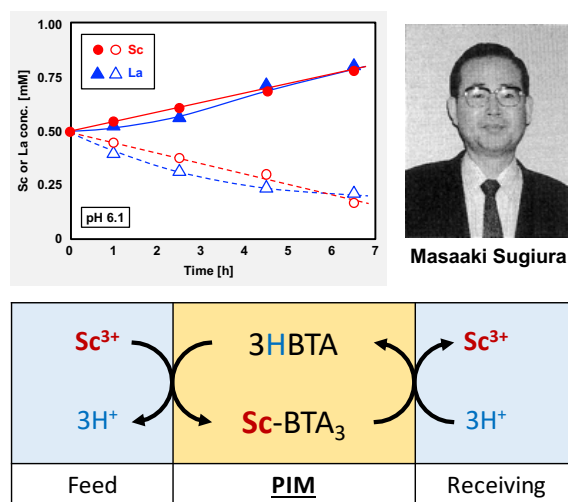 1.00
0.75
0.50
0.25
0
Sc or La conc. [mM]
Sc
La
pH 6.1
0 1 2 3 4 5 6 7
Time [h]
Masaaki Sugiura
Sc³⁺ 3HBTA Sc³⁺
3H⁺ Sc-BTA₃ 3H⁺
Feed PIM Receiving